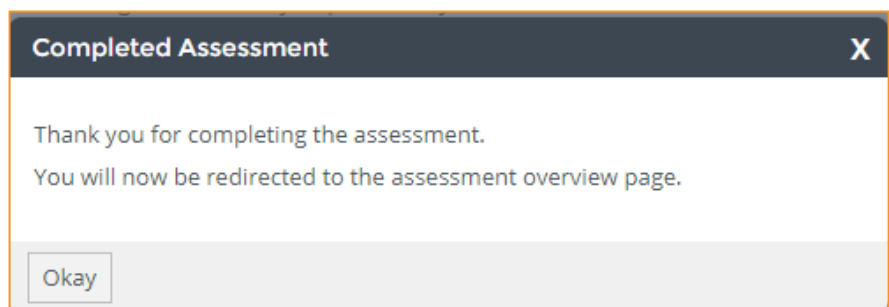 Completed Assessment X
Thank you for completing the assessment.
You will now be redirected to the assessment overview page.
Okay